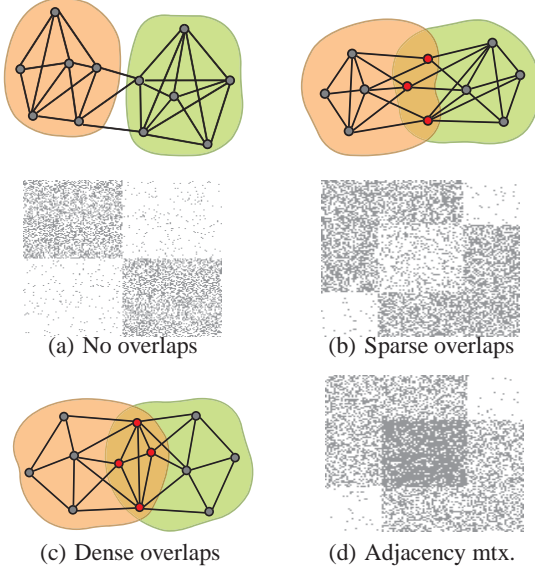 (a) No overlaps
(b) Sparse overlaps
(c) Dense overlaps
(d) Adjacency mtx.